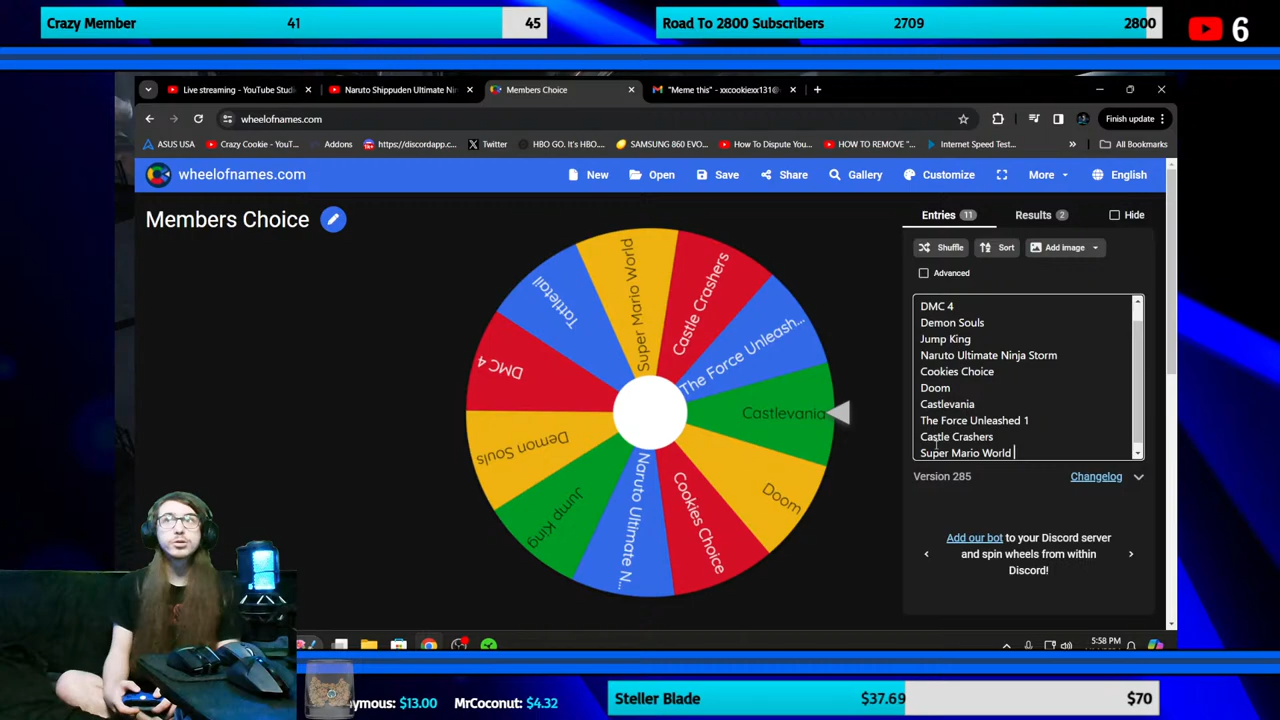 Crazy Member 41 45
Road To 2800 Subscribers 2709 2800
6
Live streaming - YouTube Studi
Naruto Shippuden Ultimate Nin
Members Choice
"Meme this" - xxcookiexx131@
wheelofnames.com
Finish update
ASUS USA
Crazy Cookie - YouT...
Addons
https://discordapp....
Twitter
HBO GO. It's HBO....
SAMSUNG 860 EVO...
How To Dispute You...
HOW TO REMOVE "...
Internet Speed Test...
All Bookmarks
wheelofnames.com
New
Open
Save
Share
Gallery
Customize
More
English
Members Choice
Entries 11
Results 2
Hide
Shuffle
Sort
Add image
Advanced
DMC 4
Demon Souls
Jump King
Naruto Ultimate Ninja Storm
Cookies Choice
Doom
Castlevania
The Force Unleashed 1
Castle Crashers
Super Mario World
Version 285
Changelog
Add our bot to your Discord server
and spin wheels from within
Discord!
Super Mario World
Castle Crashers
The Force Unleash...
Castlevania
Doom
Cookies Choice
Naruto Ultimate N...
Jump King
Demon Souls
DMC 4
Tattletail
5:58 PM
ymous: $13.00
MrCoconut: $4.32
Steller Blade $37.69 $70